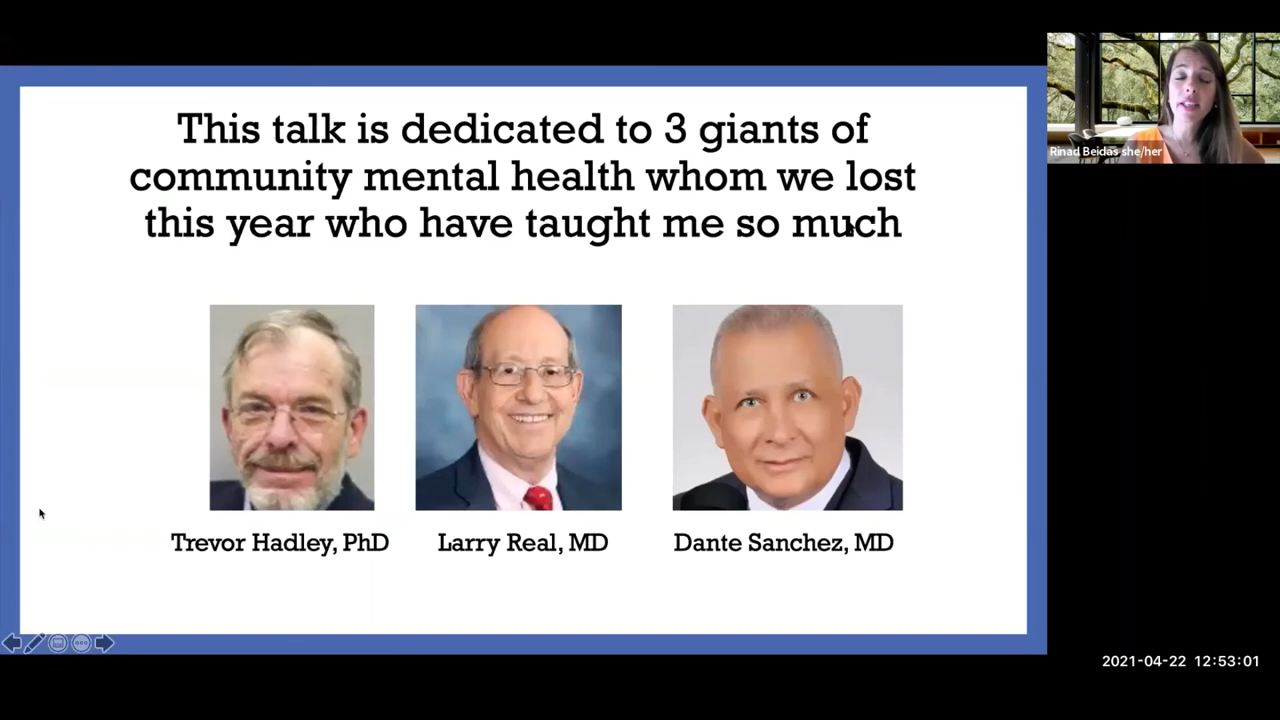 This talk is dedicated to 3 giants of
community mental health whom we lost
this year who have taught me so much
Trevor Hadley, PhD
Larry Real, MD
Dante Sanchez, MD
Rinad Beidas she/her
2021-04-22 12:53:01